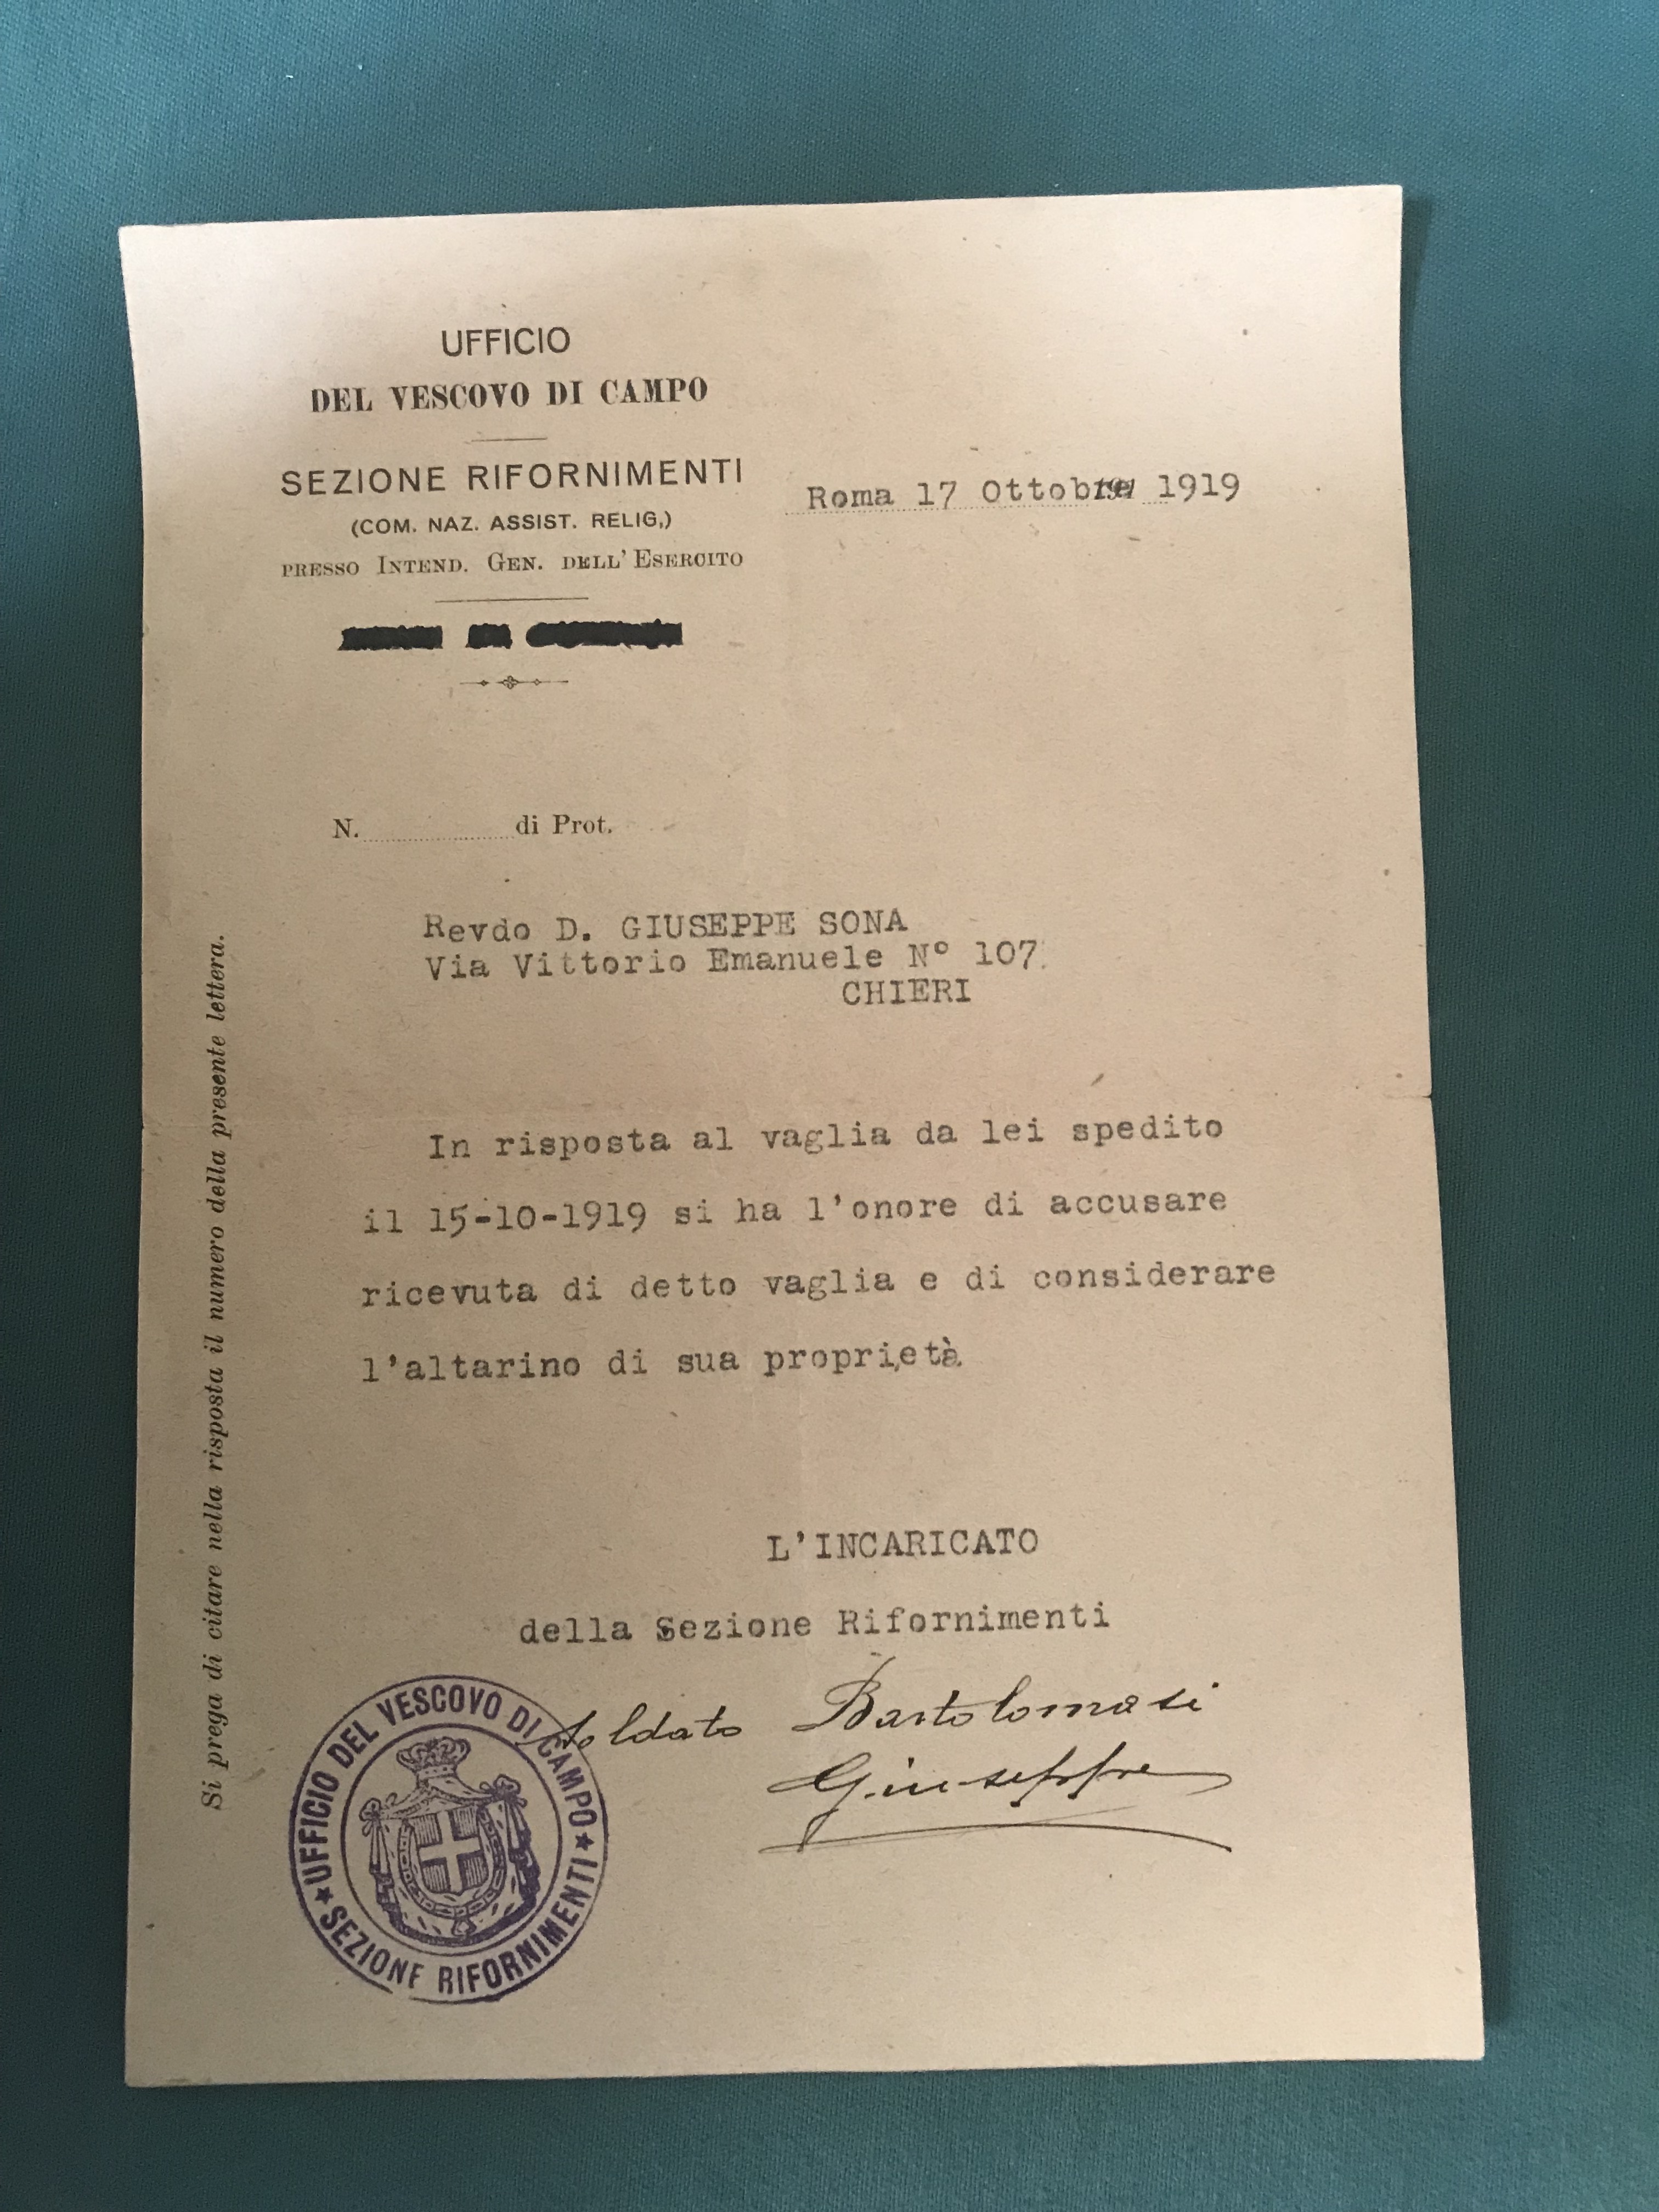 UFFICIO
DEL VESCOVO DI CAMPO
SEZIONE RIFORNIMENTI
(COM. NAZ. ASSIST. RELIG,)
PRESSO INTEND. GEN. DELL'ESERCITO
Roma 17 Ottobre 1919
N. di Prot.
Revdo D. GIUSEPPE SONA
Via Vittorio Emanuele N° 107.
CHIERI
In risposta al vaglia da lei spedito
il 15-10-1919 si ha l'onore di accusare
ricevuta di detto vaglia e di considerare
l'altarino di sua proprietà
L'INCARICATO
della Sezione Rifornimenti
Soldato Bartolomasi
Giuseppe
UFFICIO DEL VESCOVO DI CAMPO
SEZIONE RIFORNIMENTI
Si prega di citare nella risposta il numero della presente lettera.